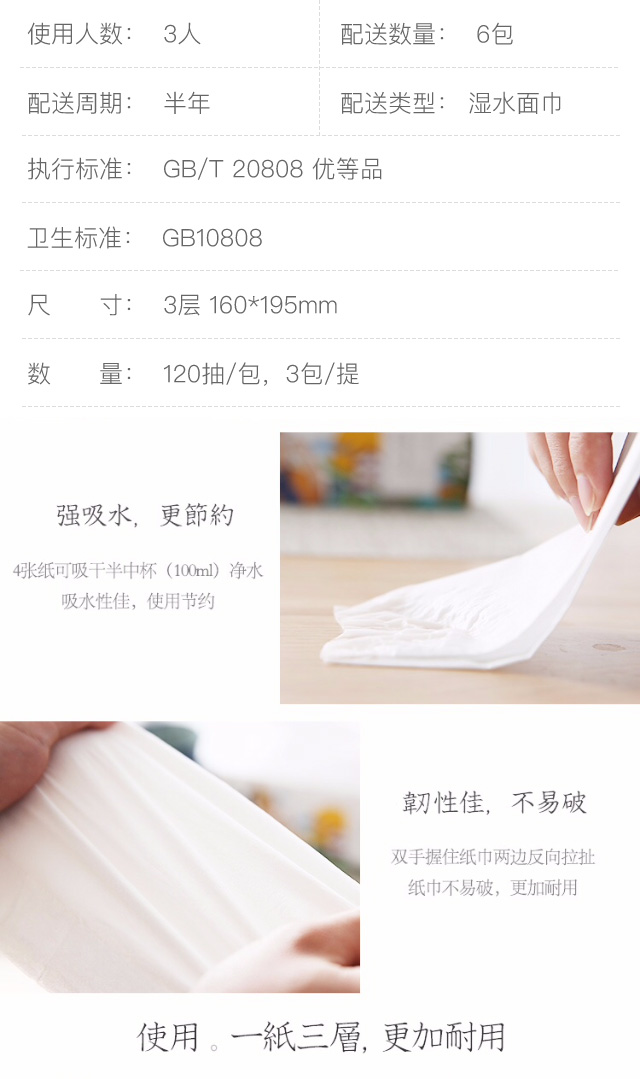 使用人数： 3人
配送数量： 6包
配送周期： 半年
配送类型： 湿水面巾
执行标准： GB/T 20808 优等品
卫生标准： GB10808
尺 寸： 3层 160*195mm
数 量： 120抽/包，3包/提
强吸水，更節約
4张纸可吸干半中杯（100ml）净水
吸水性佳，使用节约
韌性佳，不易破
双手握住纸巾两边反向拉扯
纸巾不易破，更加耐用
使用。一紙三層，更加耐用